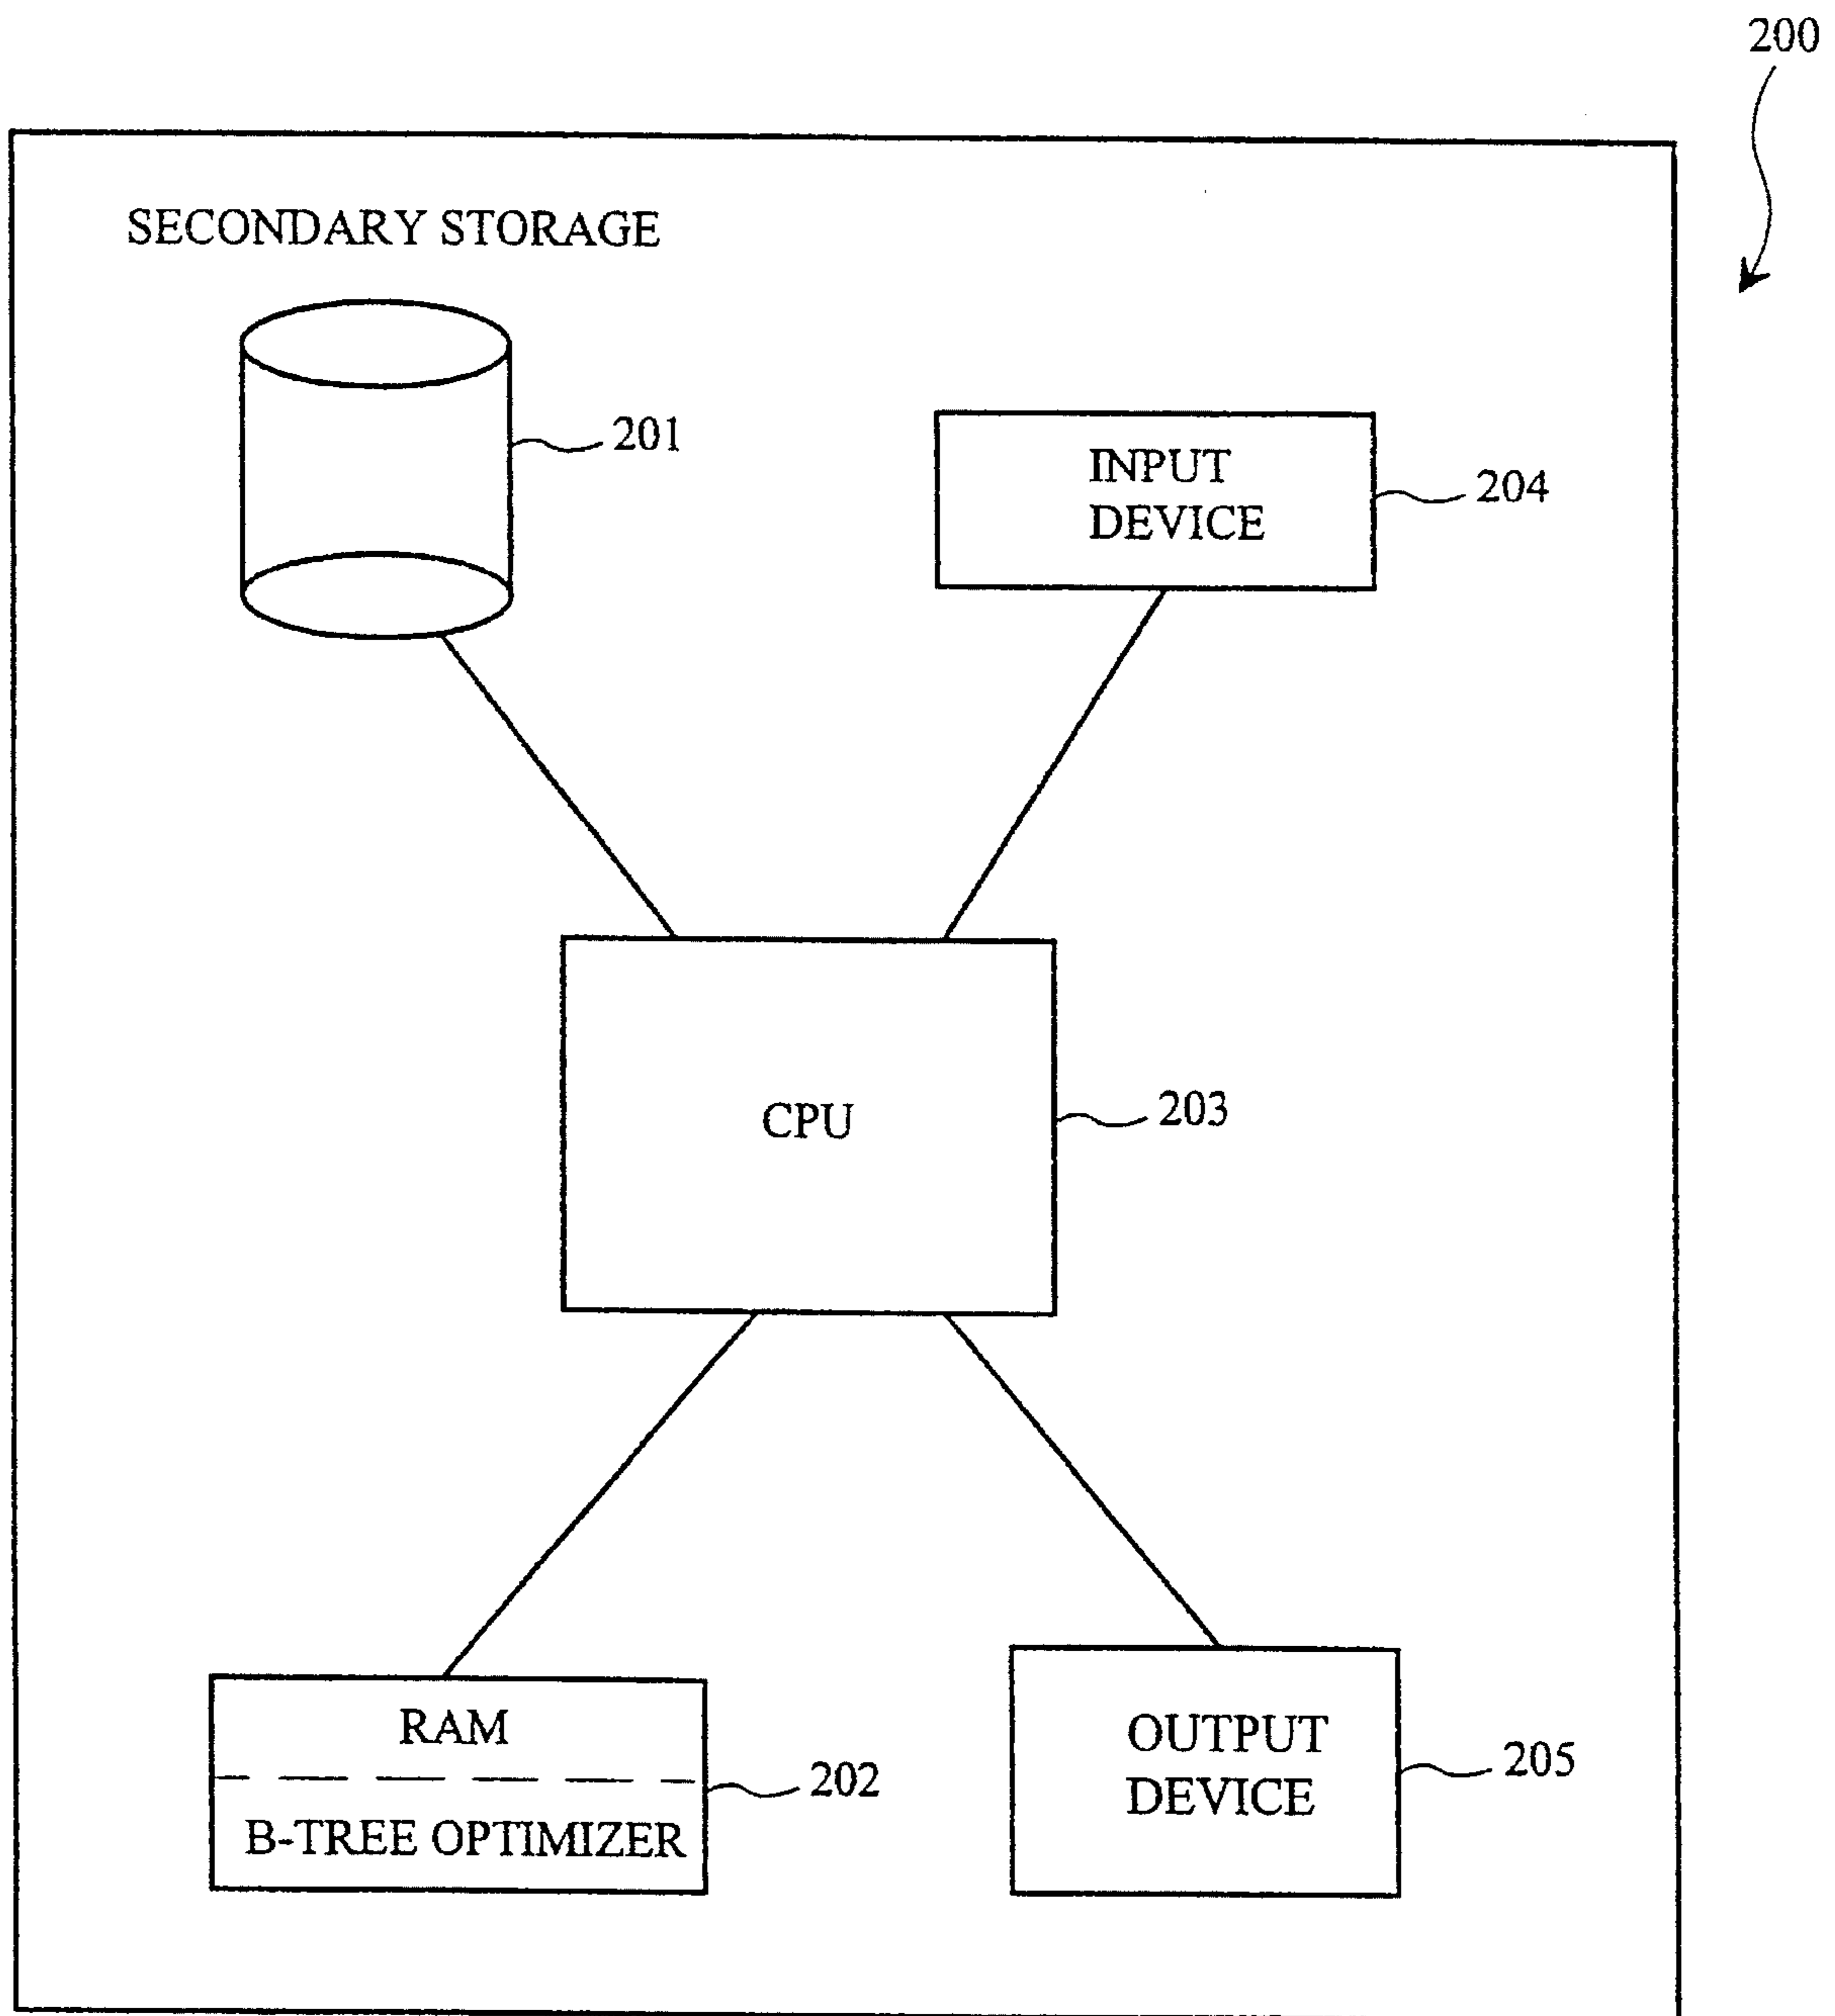 200
SECONDARY STORAGE
201
INPUT
DEVICE
204
CPU
203
RAM
B-TREE OPTIMIZER
202
OUTPUT
DEVICE
205